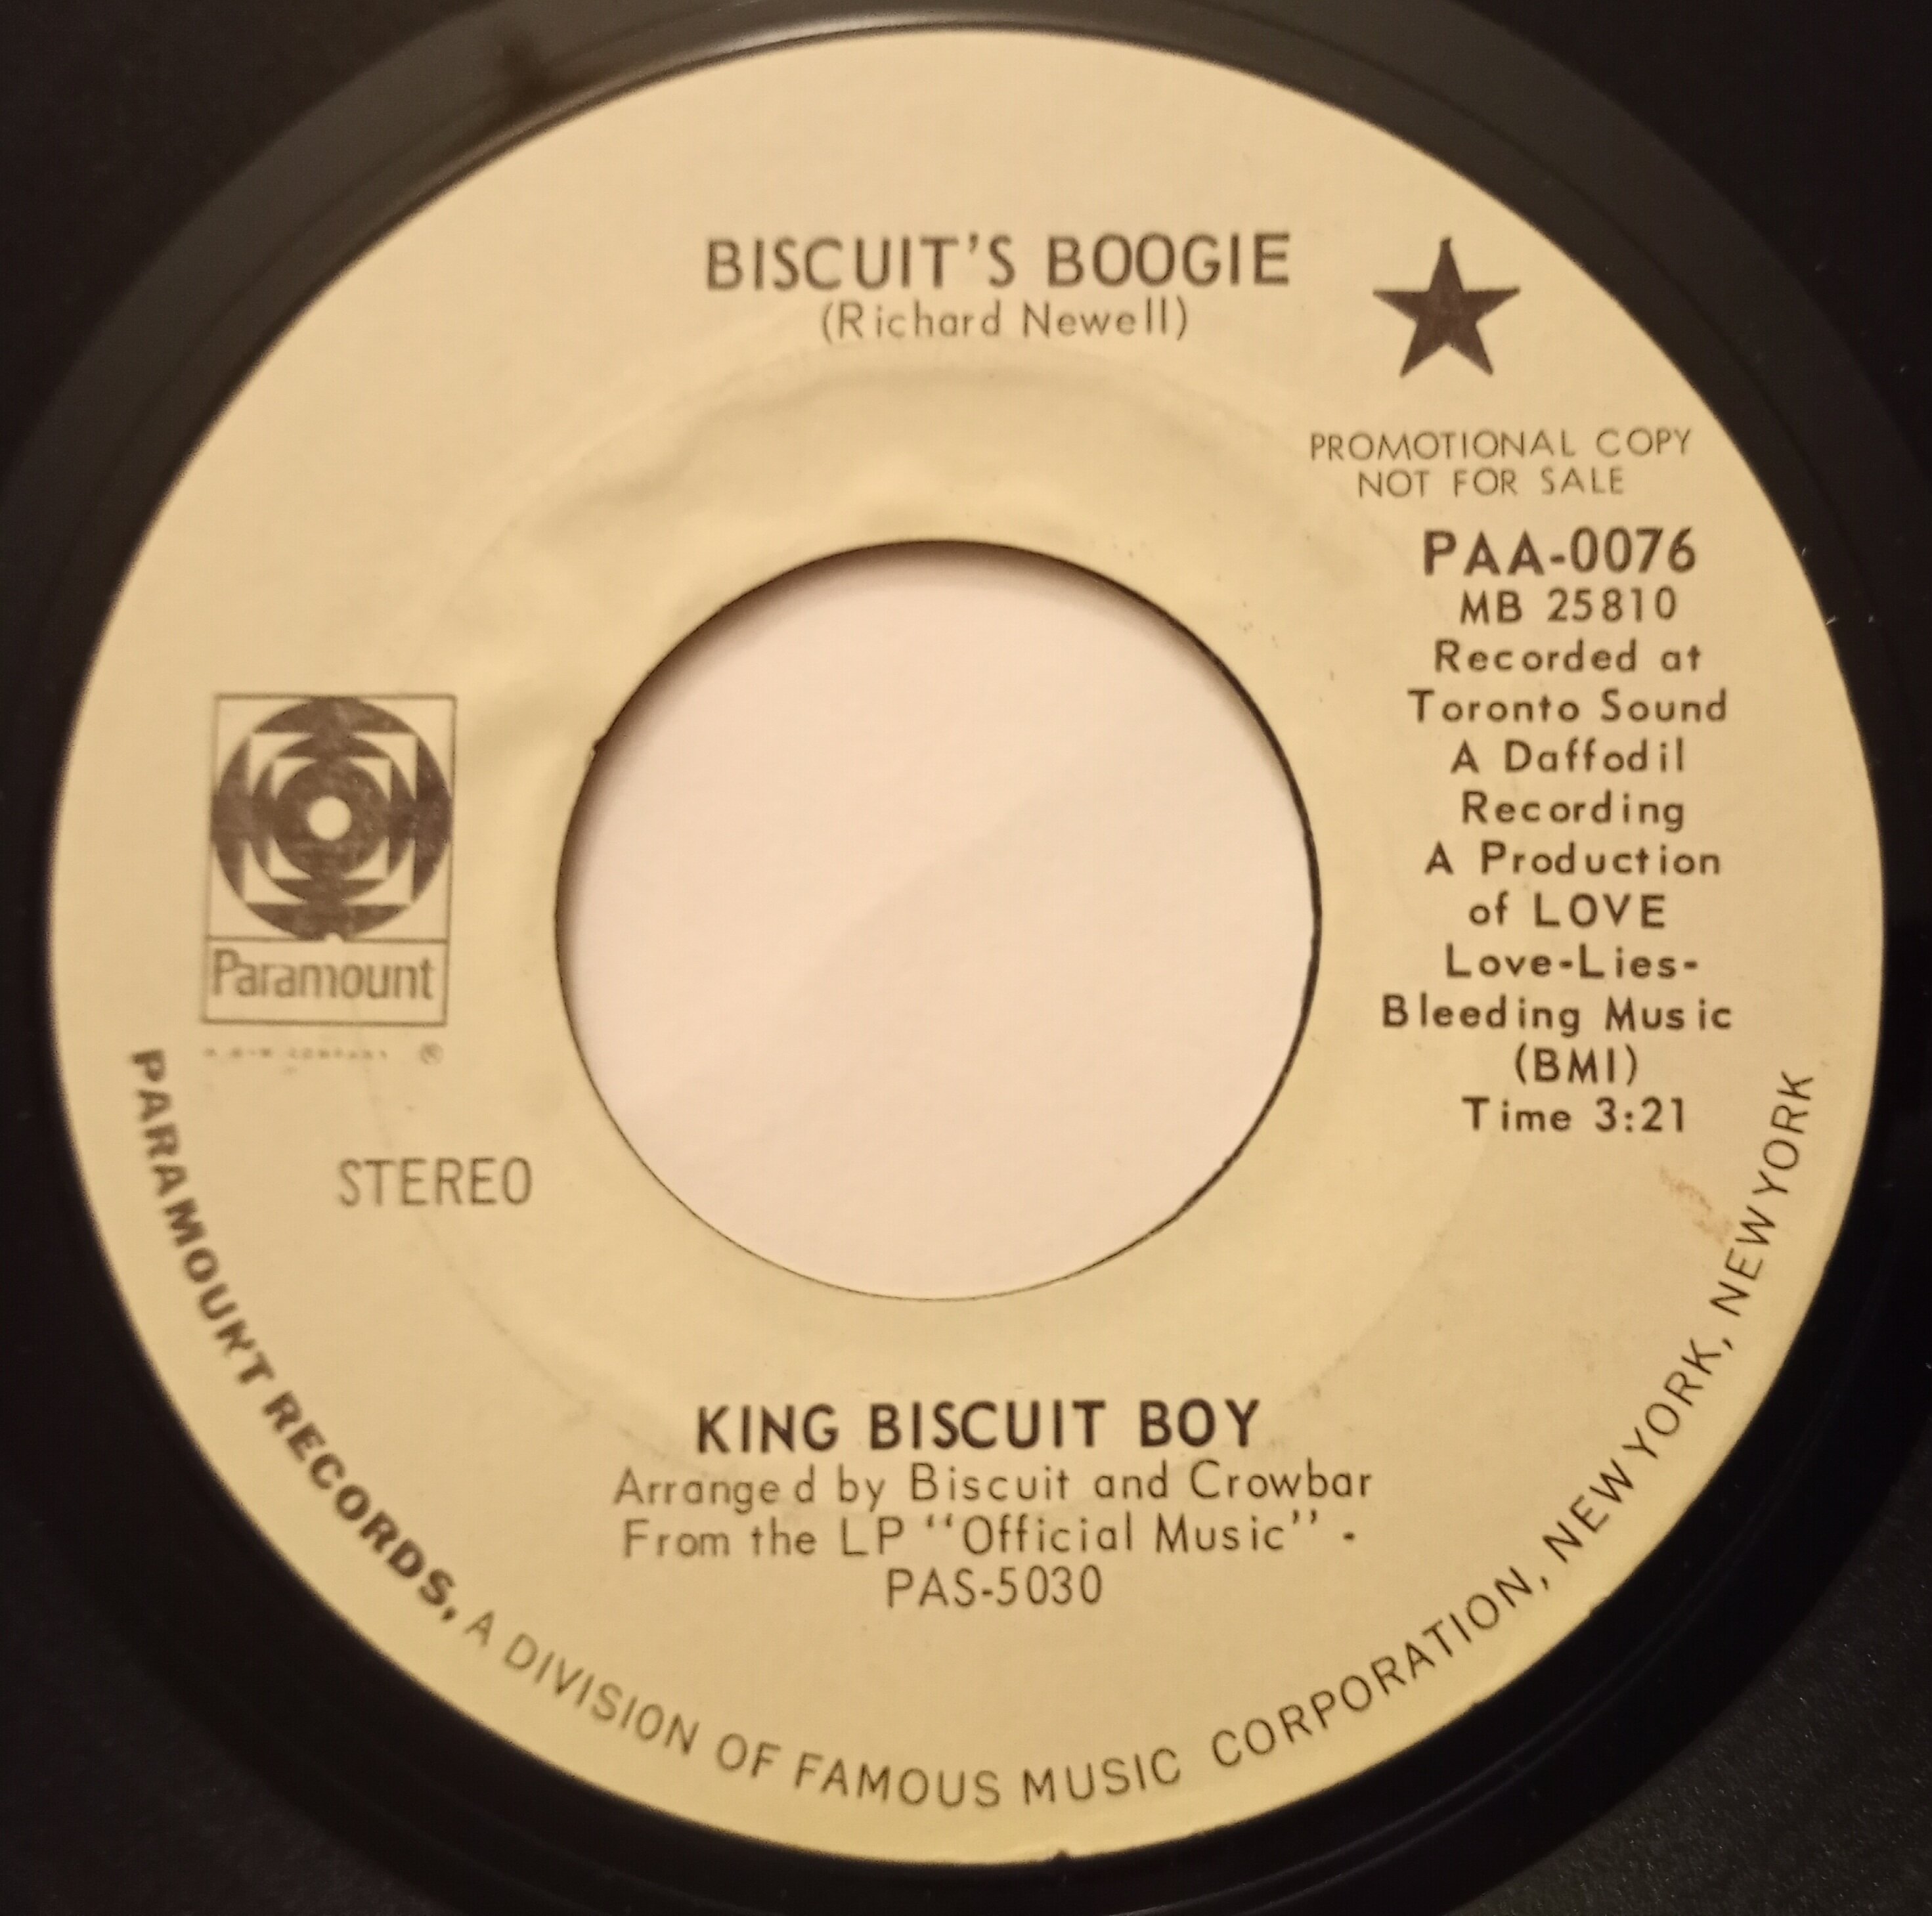 BISCUIT'S BOOGIE
(Richard Newell)
PROMOTIONAL COPY
NOT FOR SALE
PAA-0076
MB 25810
Recorded at
Toronto Sound
A Daffodil
Recording
A Production
of LOVE
Love-Lies-
Bleeding Music
(BMI)
Time 3:21
Paramount
A G+W COMPANY ®
STEREO
KING BISCUIT BOY
Arranged by Biscuit and Crowbar
From the LP “Official Music” -
PAS-5030
PARAMOUNT RECORDS, A DIVISION OF FAMOUS MUSIC CORPORATION, NEW YORK, NEW YORK